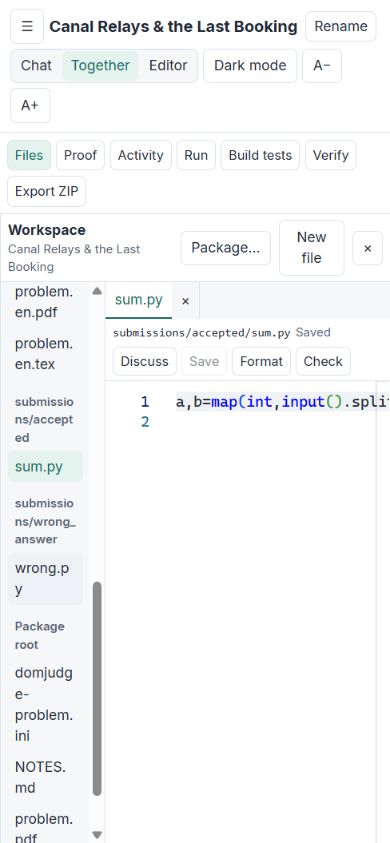 ☰ Canal Relays & the Last Booking Rename
Chat Together Editor Dark mode A−
A+
Files Proof Activity Run Build tests Verify
Export ZIP
Workspace
Canal Relays & the Last
Booking
Package...
New
file
×
problem.
en.pdf
problem.
en.tex
submissio
ns/accept
ed
sum.py
submissio
ns/wrong_
answer
wrong.p
y
Package
root
domjudg
e-
problem.
ini
NOTES.
md
problem.
pdf
sum.py ×
submissions/accepted/sum.py Saved
Discuss Save Format Check
1 a,b=map(int,input().split
2